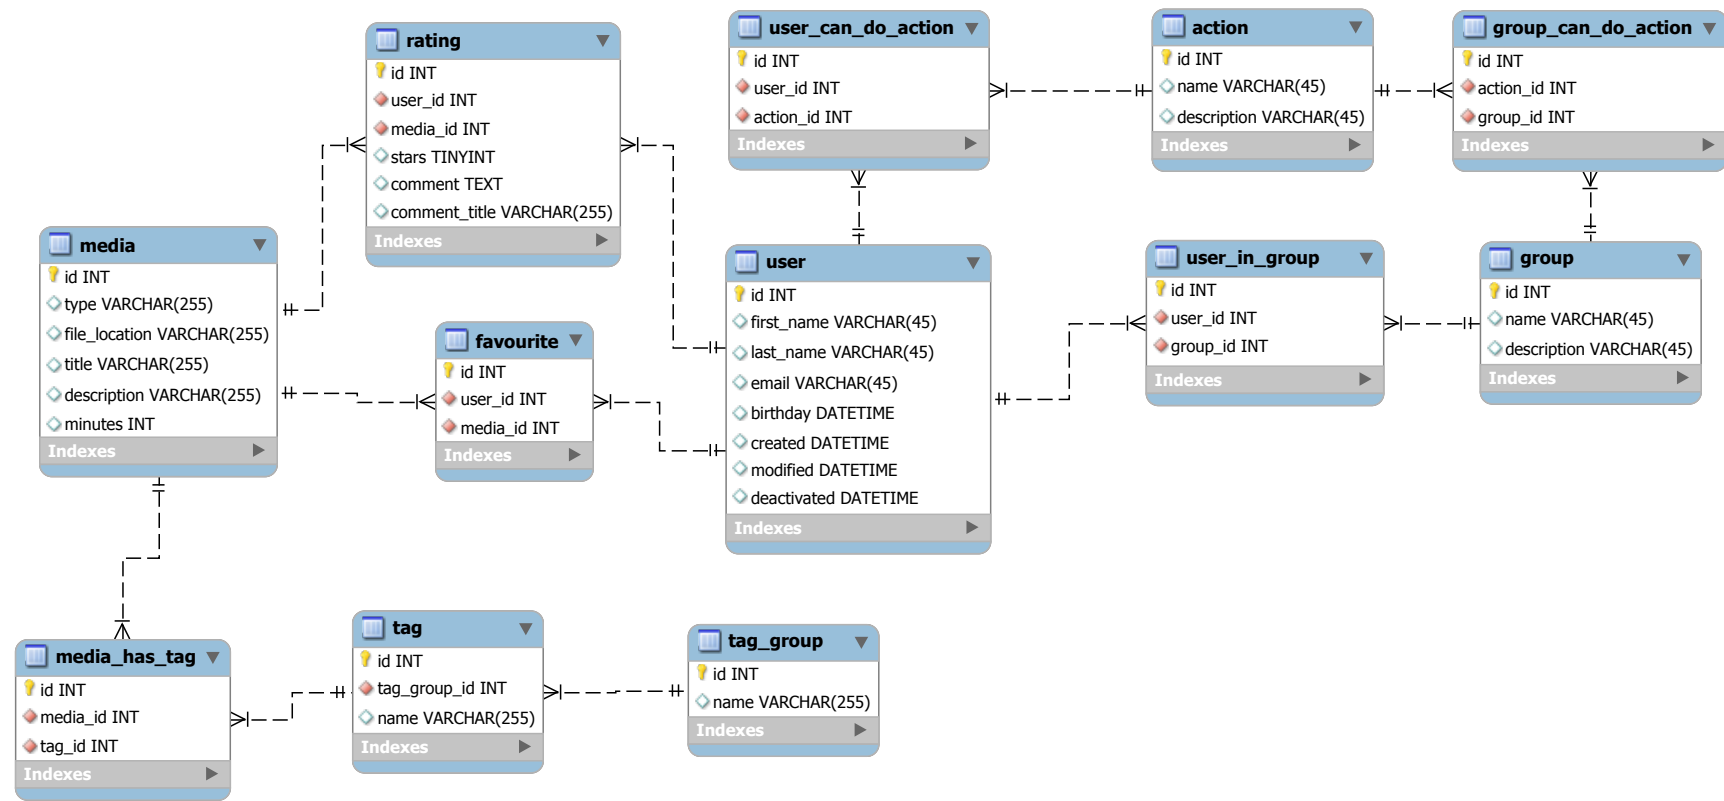 rating
id INT
user_id INT
media_id INT
stars TINYINT
comment TEXT
comment_title VARCHAR(255)
Indexes
user_can_do_action
id INT
user_id INT
action_id INT
Indexes
action
id INT
name VARCHAR(45)
description VARCHAR(45)
Indexes
group_can_do_action
id INT
action_id INT
group_id INT
Indexes
media
id INT
type VARCHAR(255)
file_location VARCHAR(255)
title VARCHAR(255)
description VARCHAR(255)
minutes INT
Indexes
favourite
id INT
user_id INT
media_id INT
Indexes
user
id INT
first_name VARCHAR(45)
last_name VARCHAR(45)
email VARCHAR(45)
birthday DATETIME
created DATETIME
modified DATETIME
deactivated DATETIME
Indexes
user_in_group
id INT
user_id INT
group_id INT
Indexes
group
id INT
name VARCHAR(45)
description VARCHAR(45)
Indexes
media_has_tag
id INT
media_id INT
tag_id INT
Indexes
tag
id INT
tag_group_id INT
name VARCHAR(255)
Indexes
tag_group
id INT
name VARCHAR(255)
Indexes